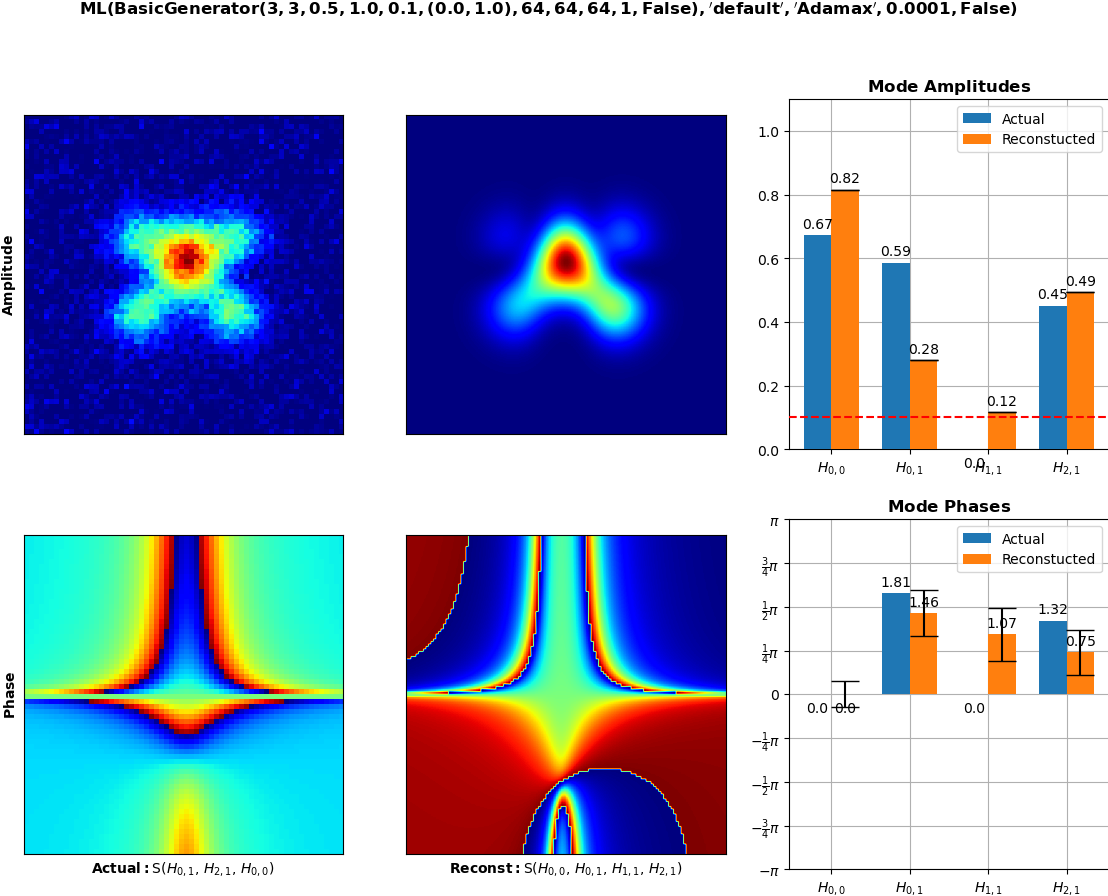 ML(BasicGenerator(3, 3, 0.5, 1.0, 0.1, (0.0, 1.0), 64, 64, 64, 1, False), ′default′, ′Adamax′, 0.0001, False)
Mode Amplitudes
Amplitude
1.0
0.8
0.6
0.4
0.2
0.0
Actual
Reconstucted
0.67
0.82
0.59
0.28
0.0
0.12
0.45
0.49
H0,0
H0,1
H1,1
H2,1
Mode Phases
Phase
π
3/4π
1/2π
1/4π
0
−1/4π
−1/2π
−3/4π
−π
Actual
Reconstucted
0.0
0.0
1.81
1.46
0.0
1.07
1.32
0.75
H0,0
H0,1
H1,1
H2,1
Actual: S(H0,1, H2,1, H0,0)
Reconst: S(H0,0, H0,1, H1,1, H2,1)